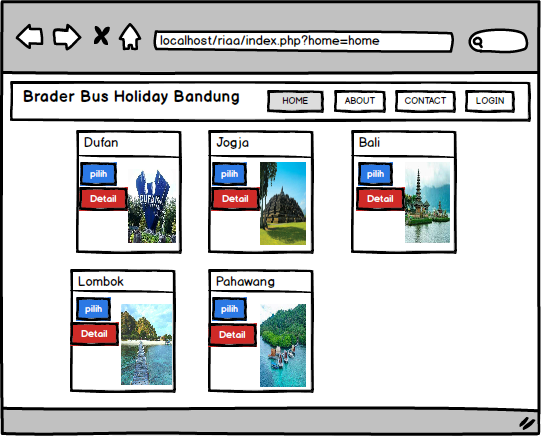 localhost/riaa/index.php?home=home
Brader Bus Holiday Bandung
HOME
ABOUT
CONTACT
LOGIN
Dufan
pilih
Detail
DUFAN
Jogja
pilih
Detail
Bali
pilih
Detail
Lombok
pilih
Detail
Pahawang
pilih
Detail